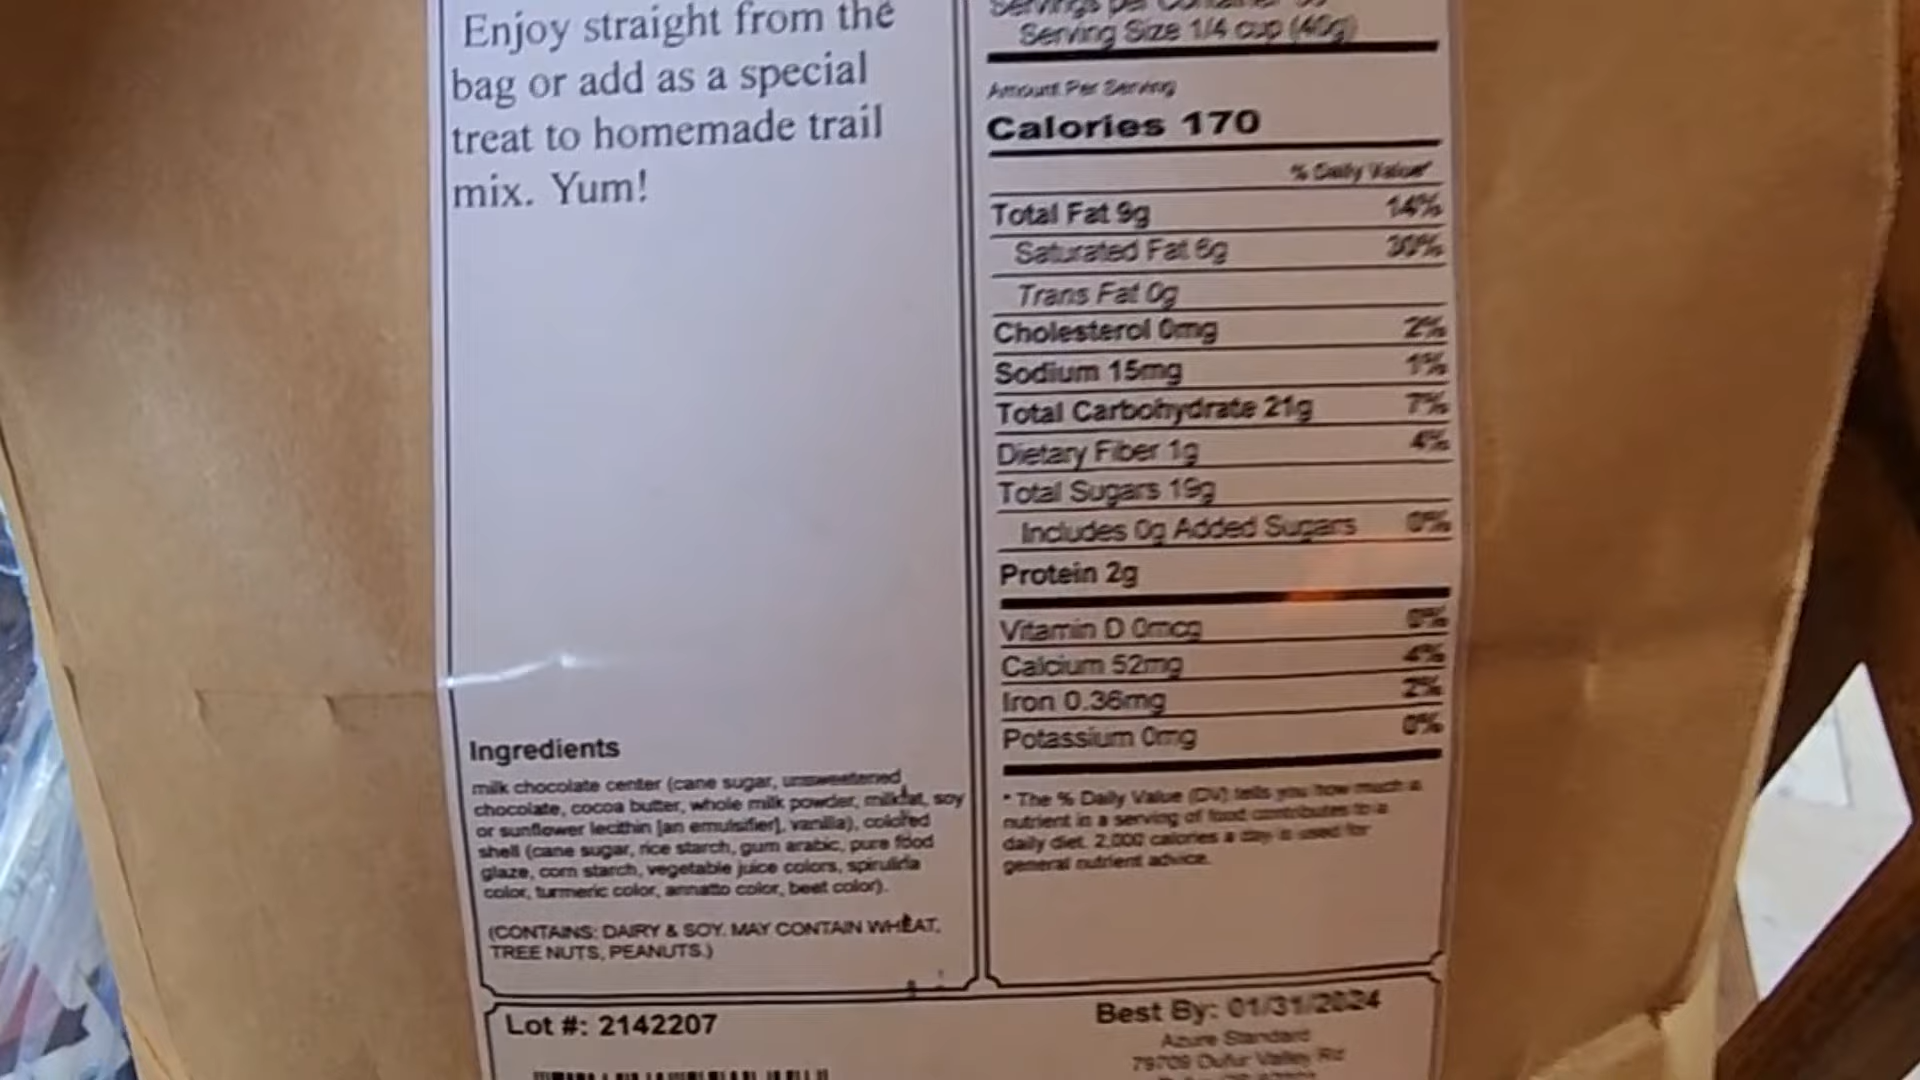 Enjoy straight from the
bag or add as a special
treat to homemade trail
mix. Yum!
Ingredients
milk chocolate center (cane sugar, unsweetened
chocolate, cocoa butter, whole milk powder, milkfat, soy
or sunflower lecithin [an emulsifier], vanilla), colored
shell (cane sugar, rice starch, gum arabic, pure food
glaze, corn starch, vegetable juice colors, spirulina
color, turmeric color, annatto color, beet color).
(CONTAINS: DAIRY & SOY. MAY CONTAIN WHEAT,
TREE NUTS, PEANUTS.)
Servings per Container
Serving Size 1/4 cup (40g)
Amount Per Serving
Calories 170
% Daily Value*
Total Fat 9g 14%
Saturated Fat 6g 30%
Trans Fat 0g
Cholesterol 0mg 2%
Sodium 15mg 1%
Total Carbohydrate 21g 7%
Dietary Fiber 1g 4%
Total Sugars 19g
Includes 0g Added Sugars 0%
Protein 2g
Vitamin D 0mcg 0%
Calcium 52mg 4%
Iron 0.36mg 2%
Potassium 0mg 0%
* The % Daily Value (DV) tells you how much a
nutrient in a serving of food contributes to a
daily diet. 2,000 calories a day is used for
general nutrient advice.
Lot #: 2142207
Best By: 01/31/2024
Azure Standard
79709 Dufur Valley Rd